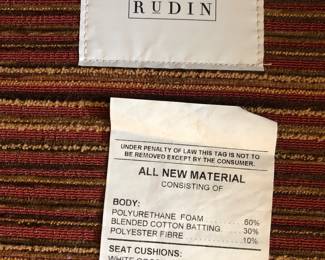 RUDIN
UNDER PENALTY OF LAW THIS TAG IS NOT TO
BE REMOVED EXCEPT BY THE CONSUMER.
ALL NEW MATERIAL
CONSISTING OF
BODY:
POLYURETHANE FOAM ..... 60%
BLENDED COTTON BATTING ..... 30%
POLYESTER FIBRE ..... 10%
SEAT CUSHIONS:
WHITE